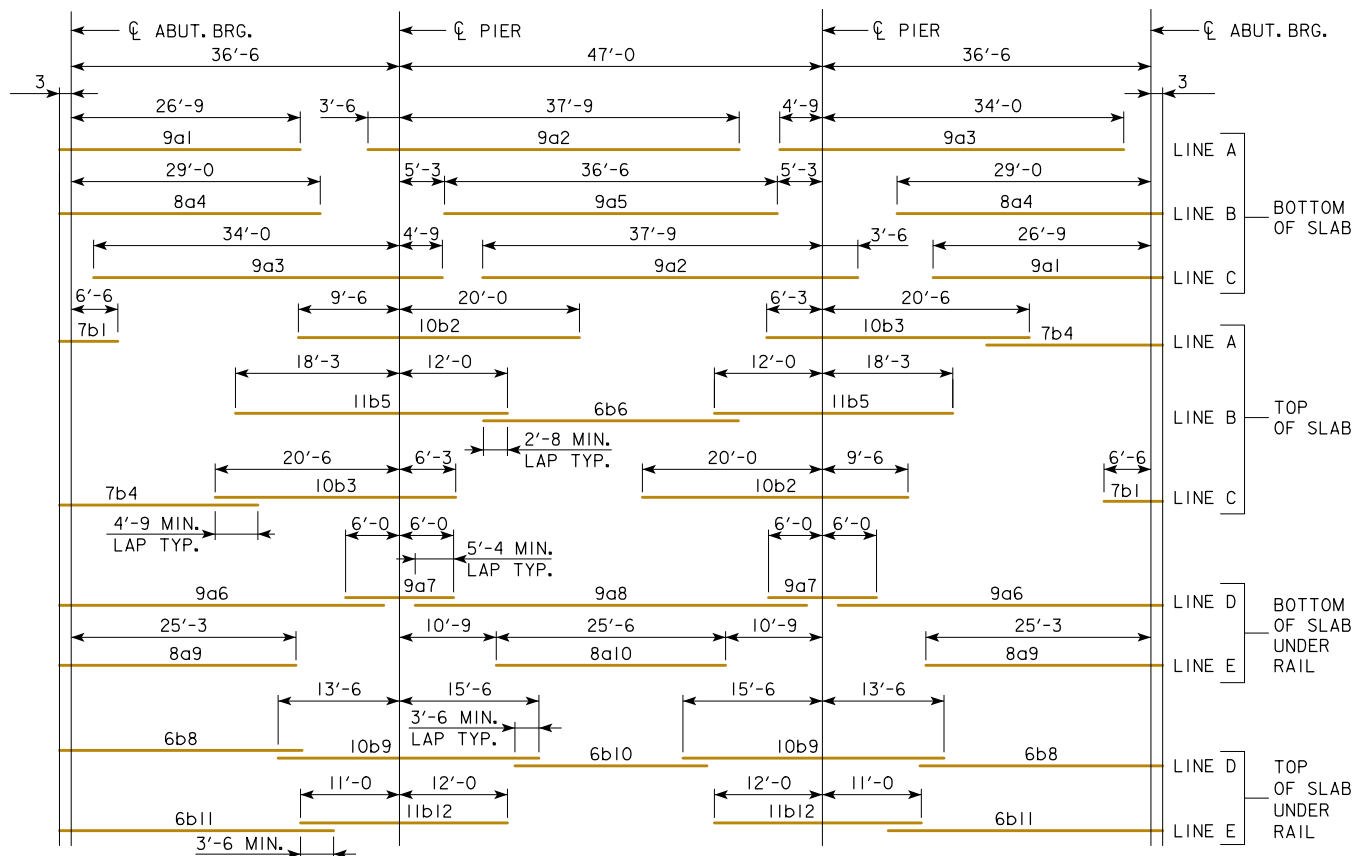 ℄ ABUT. BRG. ℄ PIER ℄ PIER ℄ ABUT. BRG.
36'-6 47'-0 36'-6
3 3
26'-9 3'-6 37'-9 4'-9 34'-0
9a1 9a2 9a3 LINE A
29'-0 5'-3 36'-6 5'-3 29'-0
8a4 9a5 8a4 LINE B
BOTTOM
OF SLAB
34'-0 4'-9 37'-9 3'-6 26'-9
9a3 9a2 9a1 LINE C
6'-6 9'-6 20'-0 6'-3 20'-6
7b1 10b2 10b3 7b4 LINE A
18'-3 12'-0 12'-0 18'-3
11b5 6b6 11b5 LINE B
TOP
OF SLAB
2'-8 MIN.
LAP TYP.
20'-6 6'-3 20'-0 9'-6 6'-6
7b4 10b3 10b2 7b1 LINE C
4'-9 MIN.
LAP TYP.
6'-0 6'-0 6'-0 6'-0
5'-4 MIN.
LAP TYP.
9a6 9a7 9a8 9a7 9a6 LINE D
25'-3 10'-9 25'-6 10'-9 25'-3
8a9 8a10 8a9 LINE E
BOTTOM
OF SLAB
UNDER
RAIL
13'-6 15'-6 15'-6 13'-6
3'-6 MIN.
LAP TYP.
6b8 10b9 6b10 10b9 6b8 LINE D
11'-0 12'-0 12'-0 11'-0
6b11 11b12 11b12 6b11 LINE E
TOP
OF SLAB
UNDER
RAIL
3'-6 MIN.